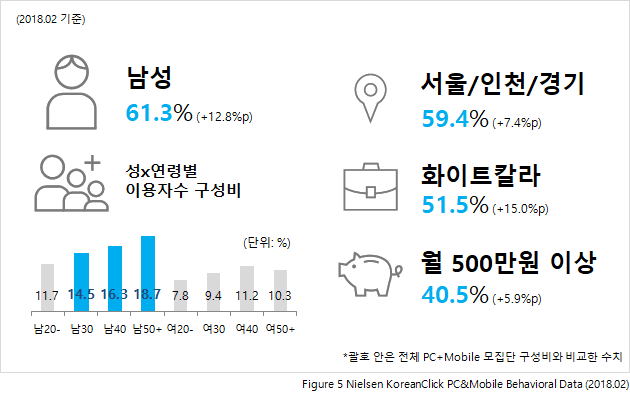 (2018.02 기준)
남성
61.3% (+12.8%p)
성x연령별
이용자수 구성비
(단위: %)
11.7 14.5 16.3 18.7 7.8 9.4 11.2 10.3
남20- 남30 남40 남50+ 여20- 여30 여40 여50+
서울/인천/경기
59.4% (+7.4%p)
화이트칼라
51.5% (+15.0%p)
월 500만원 이상
40.5% (+5.9%p)
*괄호 안은 전체 PC+Mobile 모집단 구성비와 비교한 수치
Figure 5 Nielsen KoreanClick PC&Mobile Behavioral Data (2018.02)